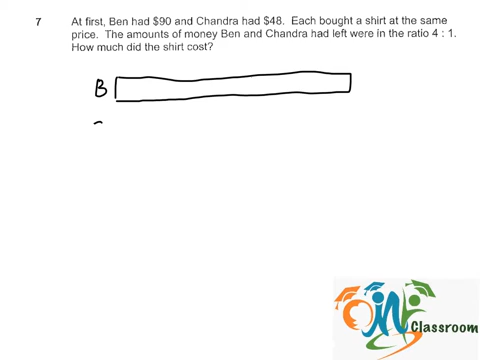 7 At first, Ben had $90 and Chandra had $48. Each bought a shirt at the same
price. The amounts of money Ben and Chandra had left were in the ratio 4 : 1.
How much did the shirt cost?
B
Classroom